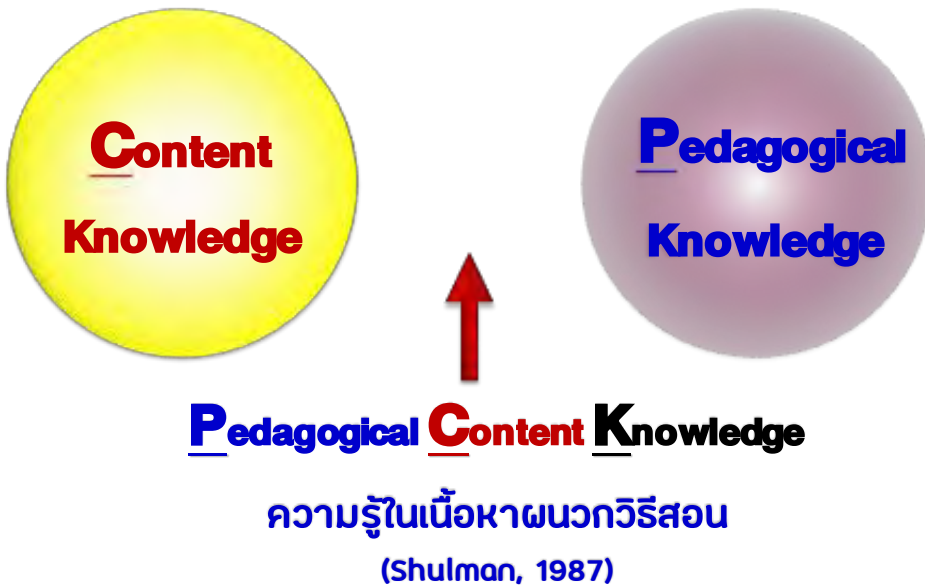 Content
Knowledge
Pedagogical
Knowledge
Pedagogical Content Knowledge
ความรู้ในเนื้อหาผนวกวิธีสอน
(Shulman, 1987)